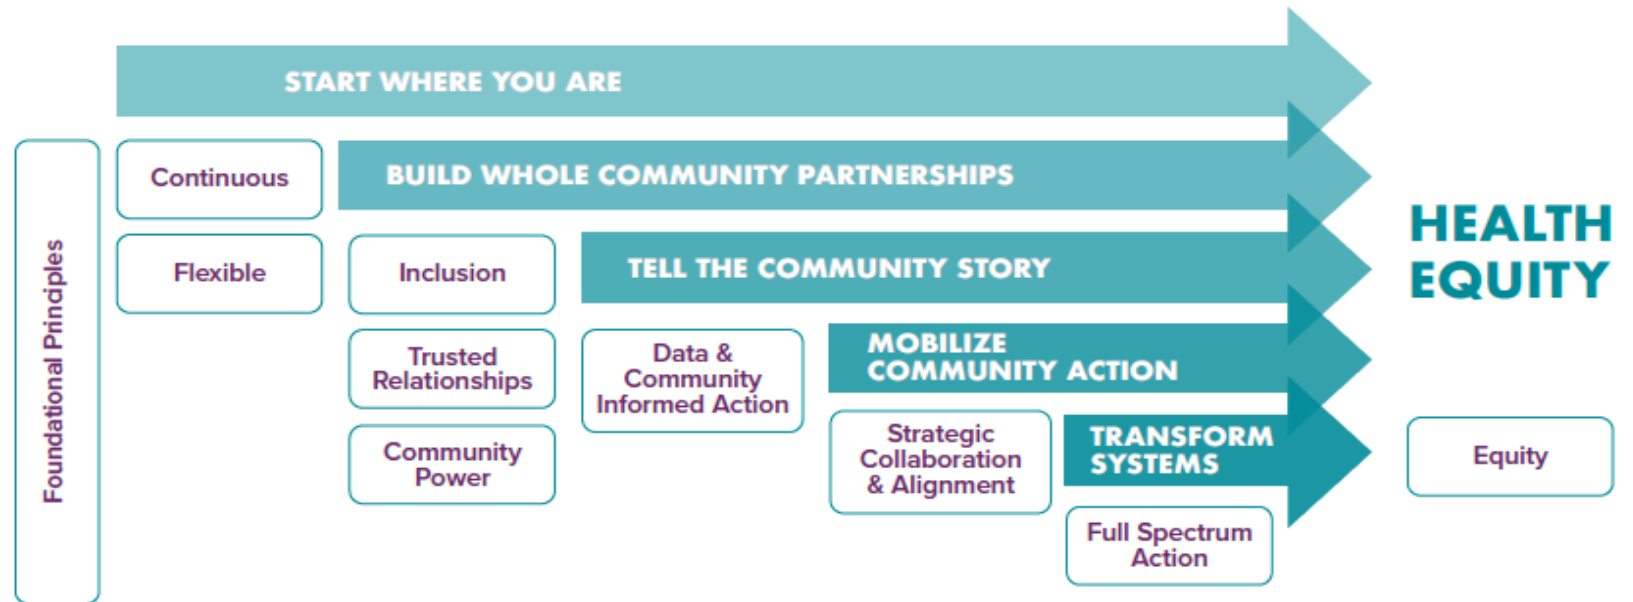 START WHERE YOU ARE
Foundational Principles
Continuous
BUILD WHOLE COMMUNITY PARTNERSHIPS
HEALTH
EQUITY
Flexible
Inclusion
TELL THE COMMUNITY STORY
Trusted
Relationships
Data &
Community
Informed Action
MOBILIZE
COMMUNITY ACTION
Community
Power
Strategic
Collaboration
& Alignment
TRANSFORM
SYSTEMS
Equity
Full Spectrum
Action